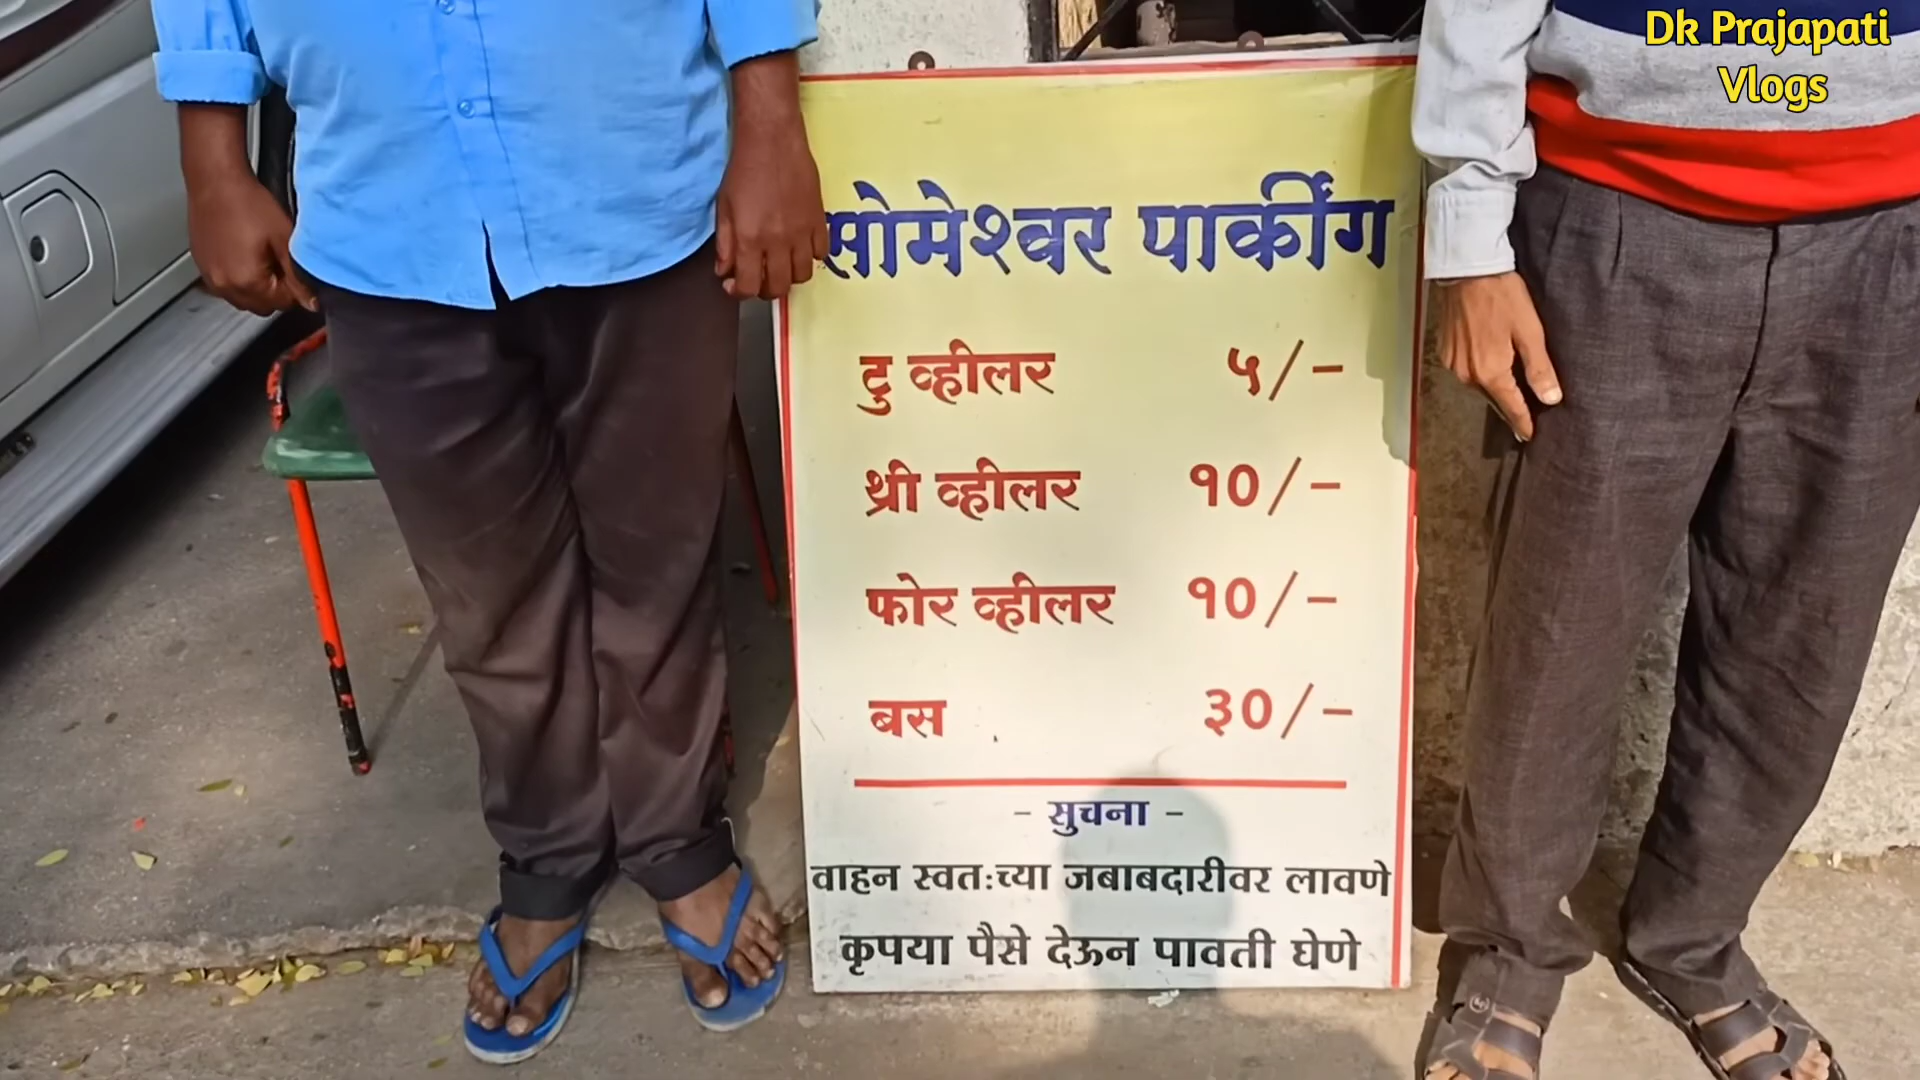 Dk Prajapati
Vlogs
सोमेश्वर पार्कींग
टु व्हीलर ५/-
थ्री व्हीलर १०/-
फोर व्हीलर १०/-
बस ३०/-
- सुचना -
वाहन स्वतःच्या जबाबदारीवर लावणे
कृपया पैसे देऊन पावती घेणे